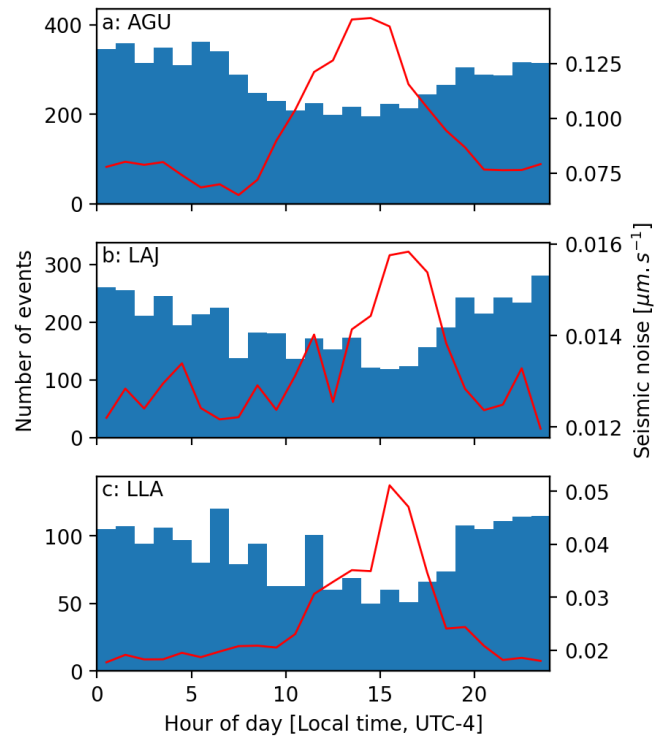 a: AGU
400
200
0
0.125
0.100
0.075
b: LAJ
300
200
100
0
0.016
0.014
0.012
c: LLA
100
50
0
0.05
0.04
0.03
0.02
0 5 10 15 20
Number of events
Seismic noise [μm.s⁻¹]
Hour of day [Local time, UTC-4]